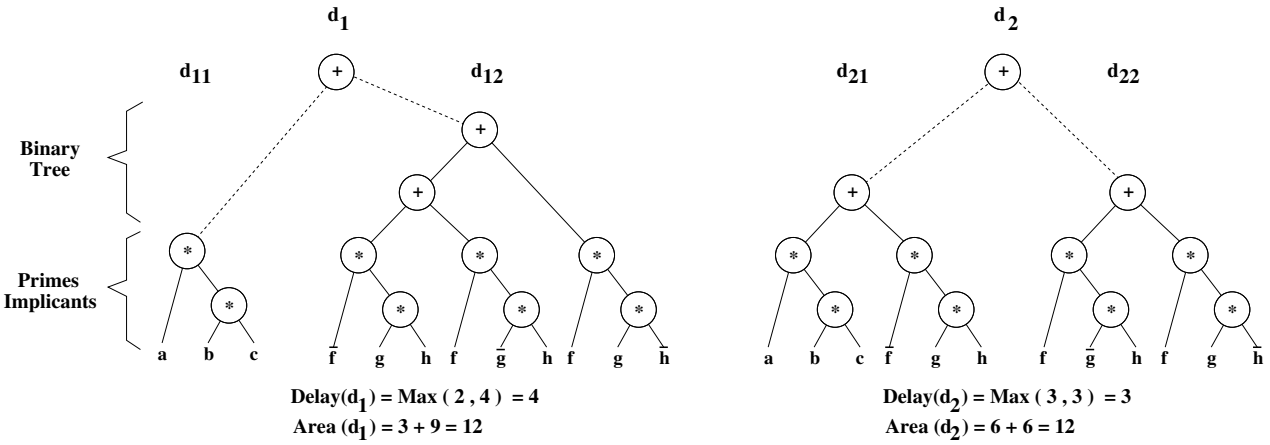 d1 d2
d11 + d12 d21 + d22
+
Binary
Tree
+ + +
* * * * * * * *
Primes
Implicants
* * * * * * * *
a b c f̄ g h f ḡ h f g h̄ a b c f̄ g h f ḡ h f g h̄
Delay(d1) = Max ( 2 , 4 ) = 4 Delay(d2) = Max ( 3 , 3 ) = 3
Area (d1) = 3 + 9 = 12 Area (d2) = 6 + 6 = 12